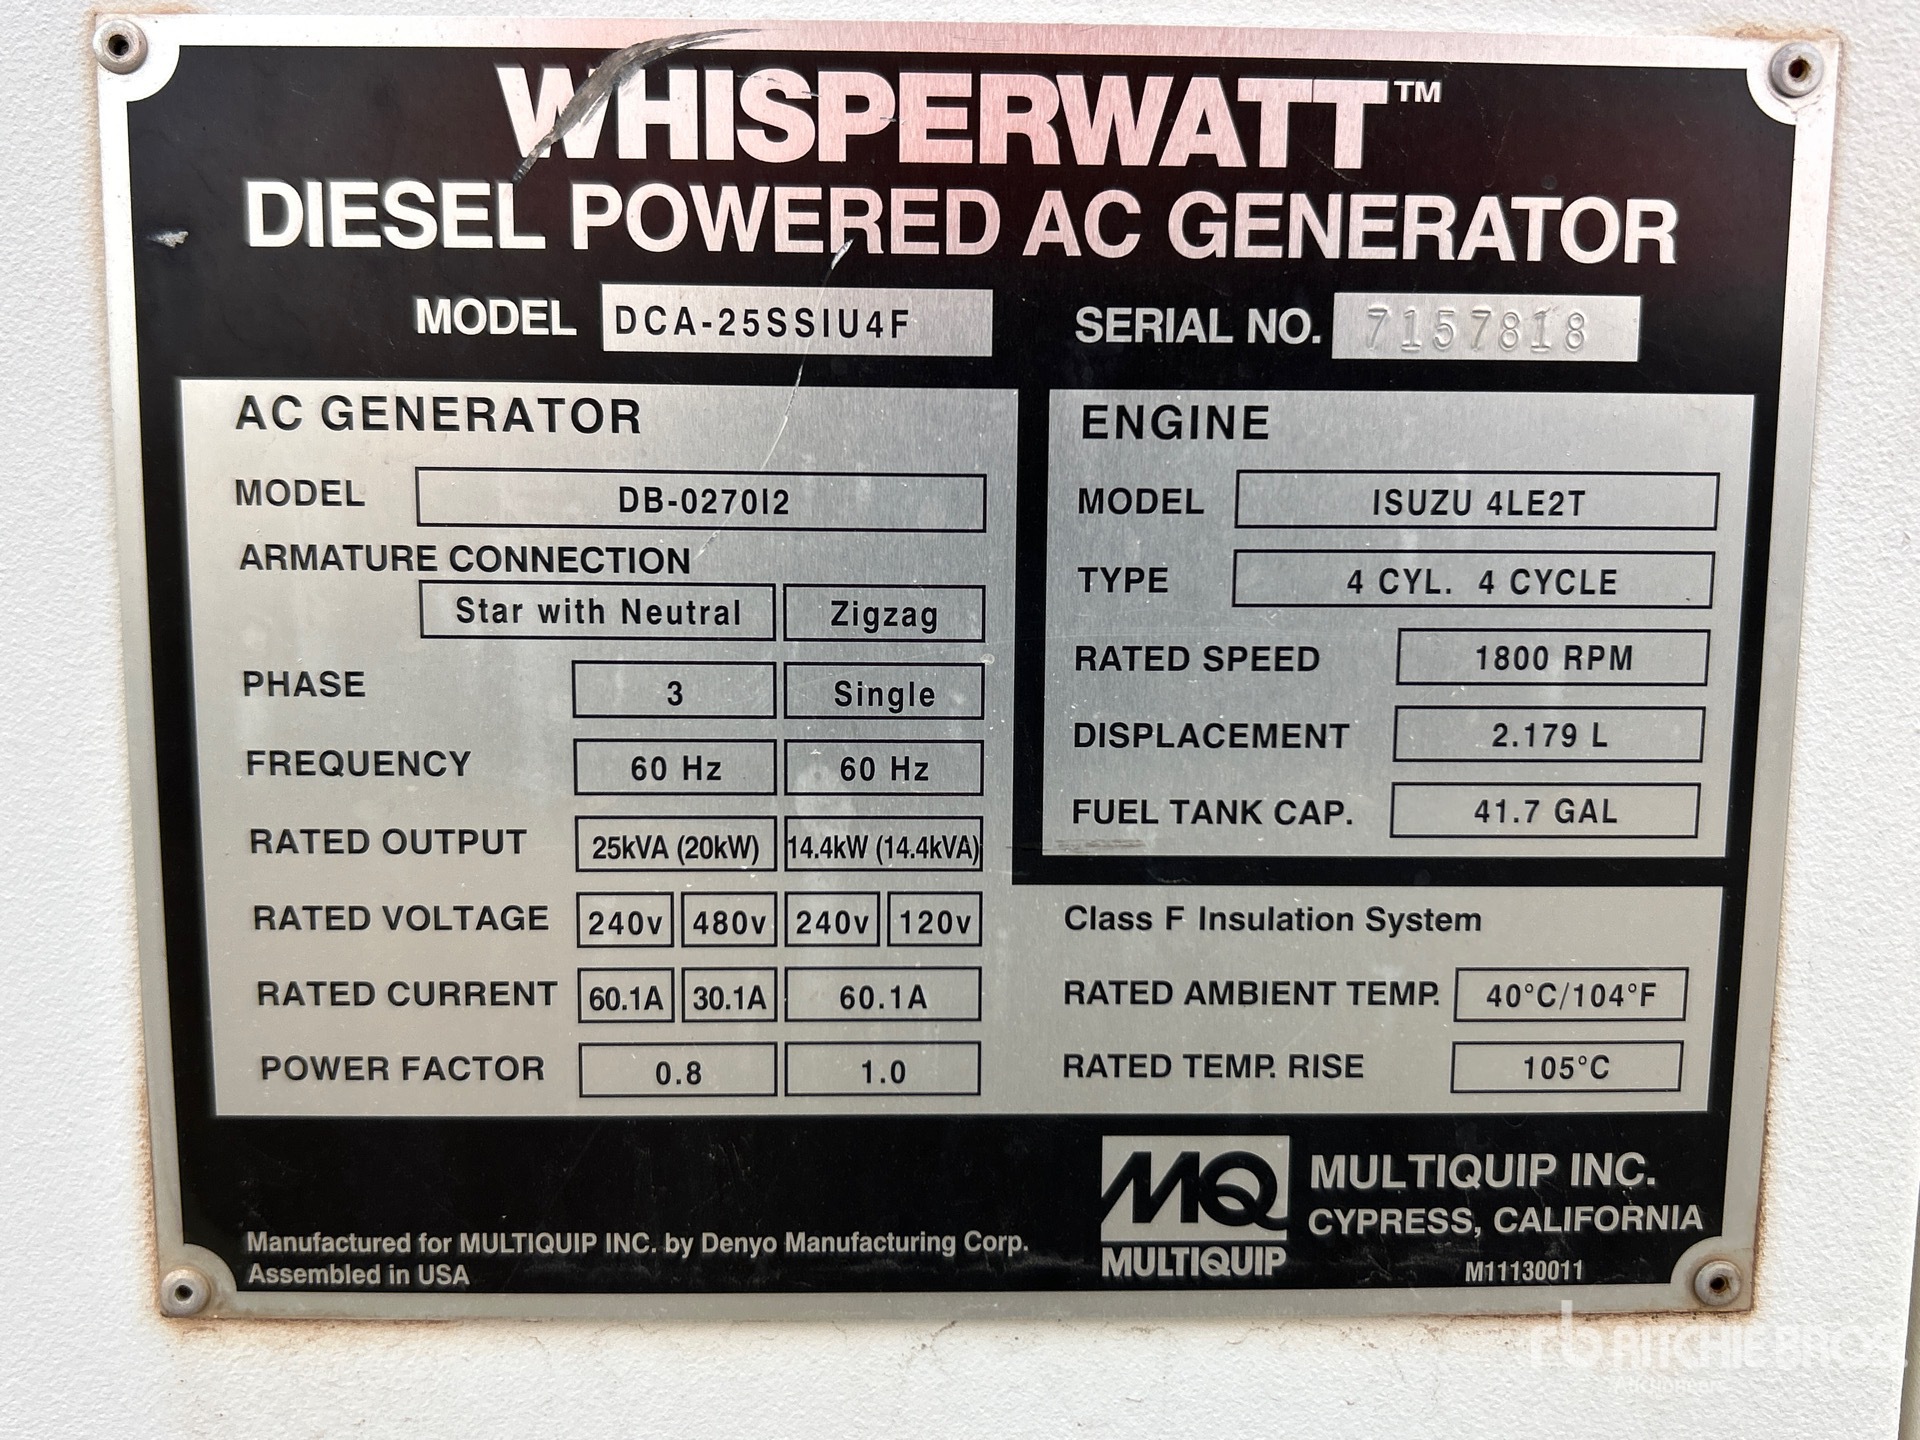 WHISPERWATT™
DIESEL POWERED AC GENERATOR
MODEL DCA-25SSIU4F SERIAL NO. 7157818
AC GENERATOR
MODEL DB-0270I2
ARMATURE CONNECTION
Star with Neutral Zigzag
PHASE 3 Single
FREQUENCY 60 Hz 60 Hz
RATED OUTPUT 25kVA (20kW) 14.4kW (14.4kVA)
RATED VOLTAGE 240v 480v 240v 120v
RATED CURRENT 60.1A 30.1A 60.1A
POWER FACTOR 0.8 1.0
ENGINE
MODEL ISUZU 4LE2T
TYPE 4 CYL. 4 CYCLE
RATED SPEED 1800 RPM
DISPLACEMENT 2.179 L
FUEL TANK CAP. 41.7 GAL
Class F Insulation System
RATED AMBIENT TEMP. 40°C/104°F
RATED TEMP. RISE 105°C
Manufactured for MULTIQUIP INC. by Denyo Manufacturing Corp.
Assembled in USA
MQ
MULTIQUIP
MULTIQUIP INC.
CYPRESS, CALIFORNIA
M11130011
rb RITCHIE BROS.
Auctioneers